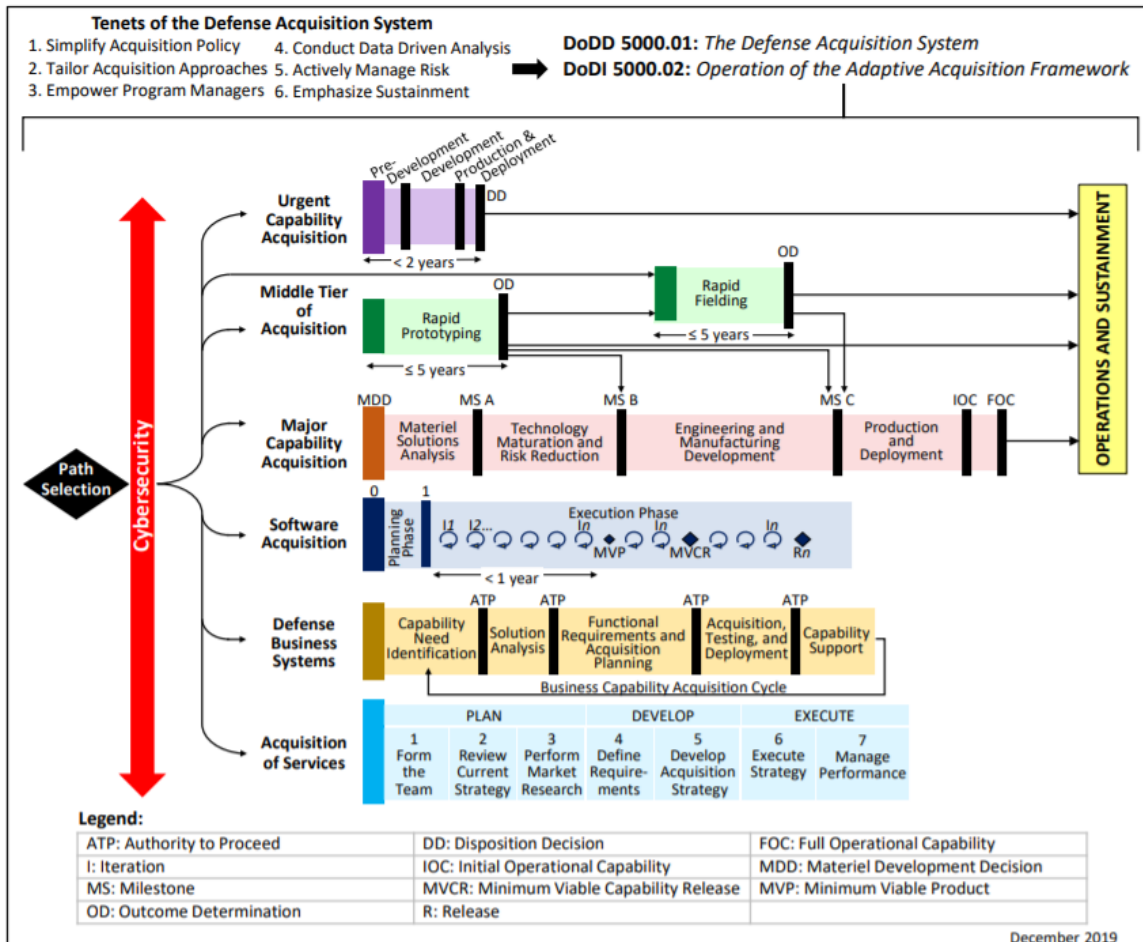 Tenets of the Defense Acquisition System
1. Simplify Acquisition Policy
2. Tailor Acquisition Approaches
3. Empower Program Managers
4. Conduct Data Driven Analysis
5. Actively Manage Risk
6. Emphasize Sustainment
DoDD 5000.01: The Defense Acquisition System
DoDI 5000.02: Operation of the Adaptive Acquisition Framework
Path
Selection
Cybersecurity
OPERATIONS AND SUSTAINMENT
Urgent
Capability
Acquisition
Pre-
Development
Development
Production &
Deployment
DD
< 2 years
Middle Tier
of
Acquisition
Rapid
Prototyping
OD
≤ 5 years
Rapid
Fielding
OD
≤ 5 years
Major
Capability
Acquisition
MDD
MS A
MS B
MS C
IOC
FOC
Materiel
Solutions
Analysis
Technology
Maturation and
Risk Reduction
Engineering and
Manufacturing
Development
Production
and
Deployment
Software
Acquisition
0
1
Planning
Phase
Execution Phase
I1
I2...
In
In
In
MVP
MVCR
Rn
< 1 year
Defense
Business
Systems
ATP
ATP
ATP
ATP
Capability
Need
Identification
Solution
Analysis
Functional
Requirements and
Acquisition
Planning
Acquisition,
Testing, and
Deployment
Capability
Support
Business Capability Acquisition Cycle
Acquisition
of Services
PLAN
DEVELOP
EXECUTE
1
Form
the
Team
2
Review
Current
Strategy
3
Perform
Market
Research
4
Define
Require-
ments
5
Develop
Acquisition
Strategy
6
Execute
Strategy
7
Manage
Performance
Legend:
ATP: Authority to Proceed
DD: Disposition Decision
FOC: Full Operational Capability
I: Iteration
IOC: Initial Operational Capability
MDD: Materiel Development Decision
MS: Milestone
MVCR: Minimum Viable Capability Release
MVP: Minimum Viable Product
OD: Outcome Determination
R: Release
December 2019